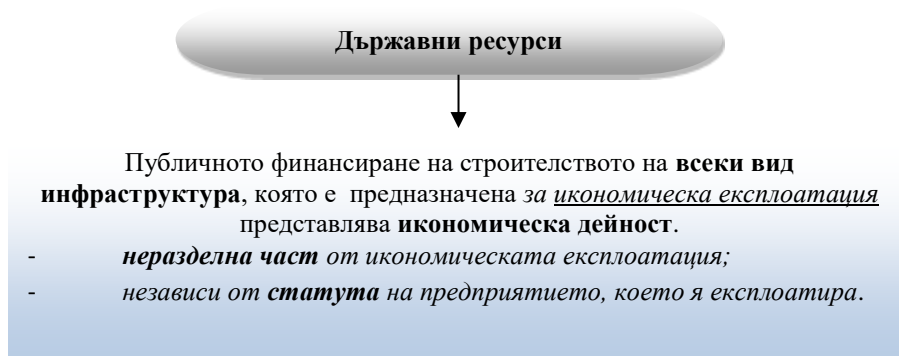 Държавни ресурси
Публичното финансиране на строителството на всеки вид
инфраструктура, която е предназначена за икономическа експлоатация
представлява икономическа дейност.
- неразделна част от икономическата експлоатация;
- независи от статута на предприятието, което я експлоатира.